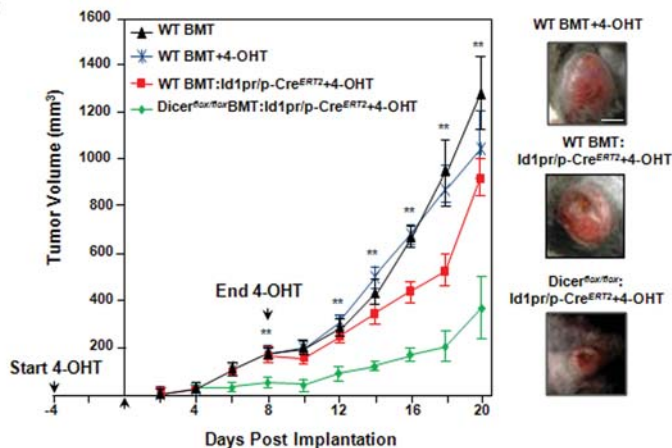 WT BMT
WT BMT+4-OHT
WT BMT:Id1pr/p-CreERT2+4-OHT
Dicerflox/floxBMT:Id1pr/p-CreERT2+4-OHT
Tumor Volume (mm3)
1600
1400
1200
1000
800
600
400
200
**
**
**
**
**
**
End 4-OHT
**
Start 4-OHT
-4
0
4
8
12
16
20
Days Post Implantation
WT BMT+4-OHT
WT BMT:
Id1pr/p-CreERT2+4-OHT
Dicerflox/flox:
Id1pr/p-CreERT2+4-OHT